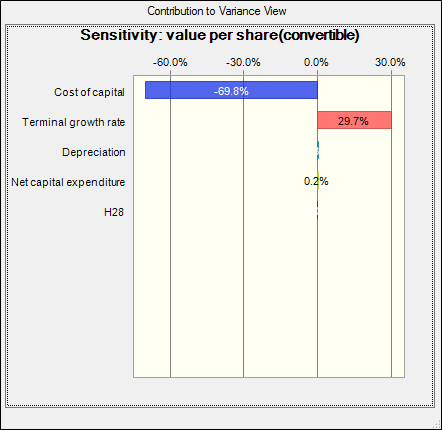 Contribution to Variance View
Sensitivity: value per share(convertible)
-60.0% -30.0% 0.0% 30.0%
Cost of capital -69.8%
Terminal growth rate 29.7%
Depreciation
Net capital expenditure 0.2%
H28